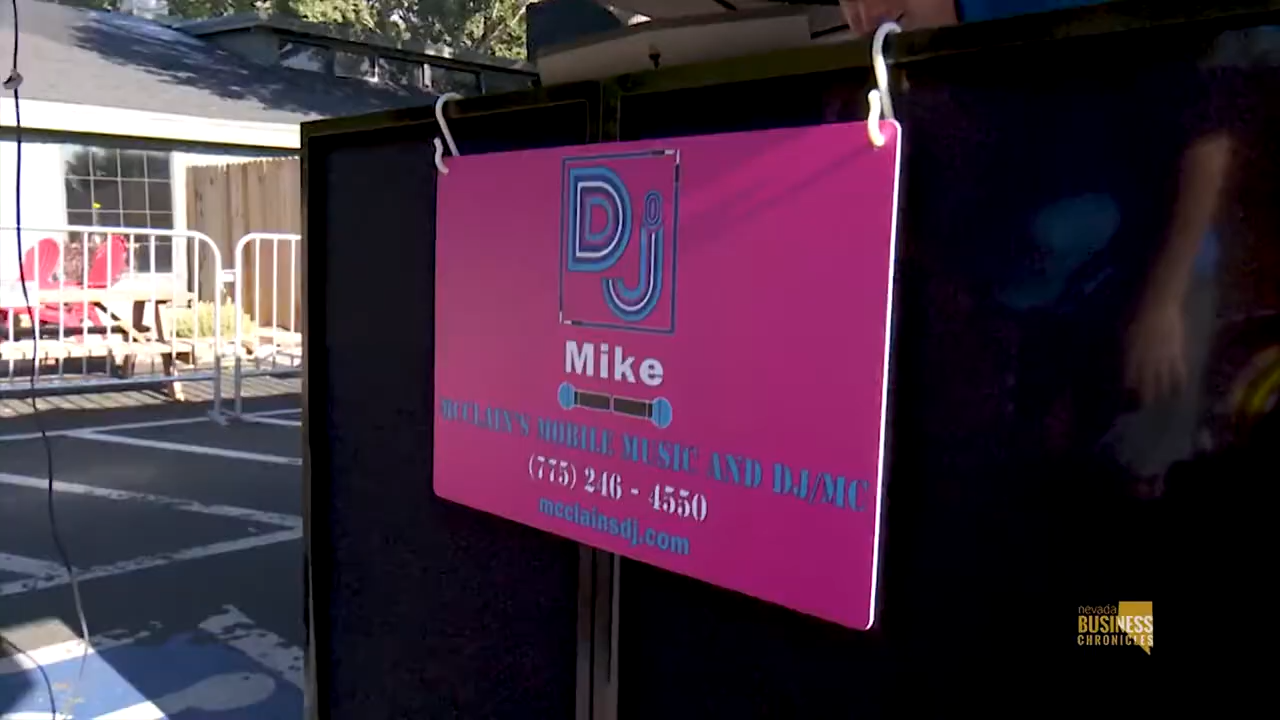 DJ
Mike
MCCLAIN'S MOBILE MUSIC AND DJ/MC
(775) 246 - 4550
mcclainsdj.com
nevada
BUSINESS
CHRONICLES